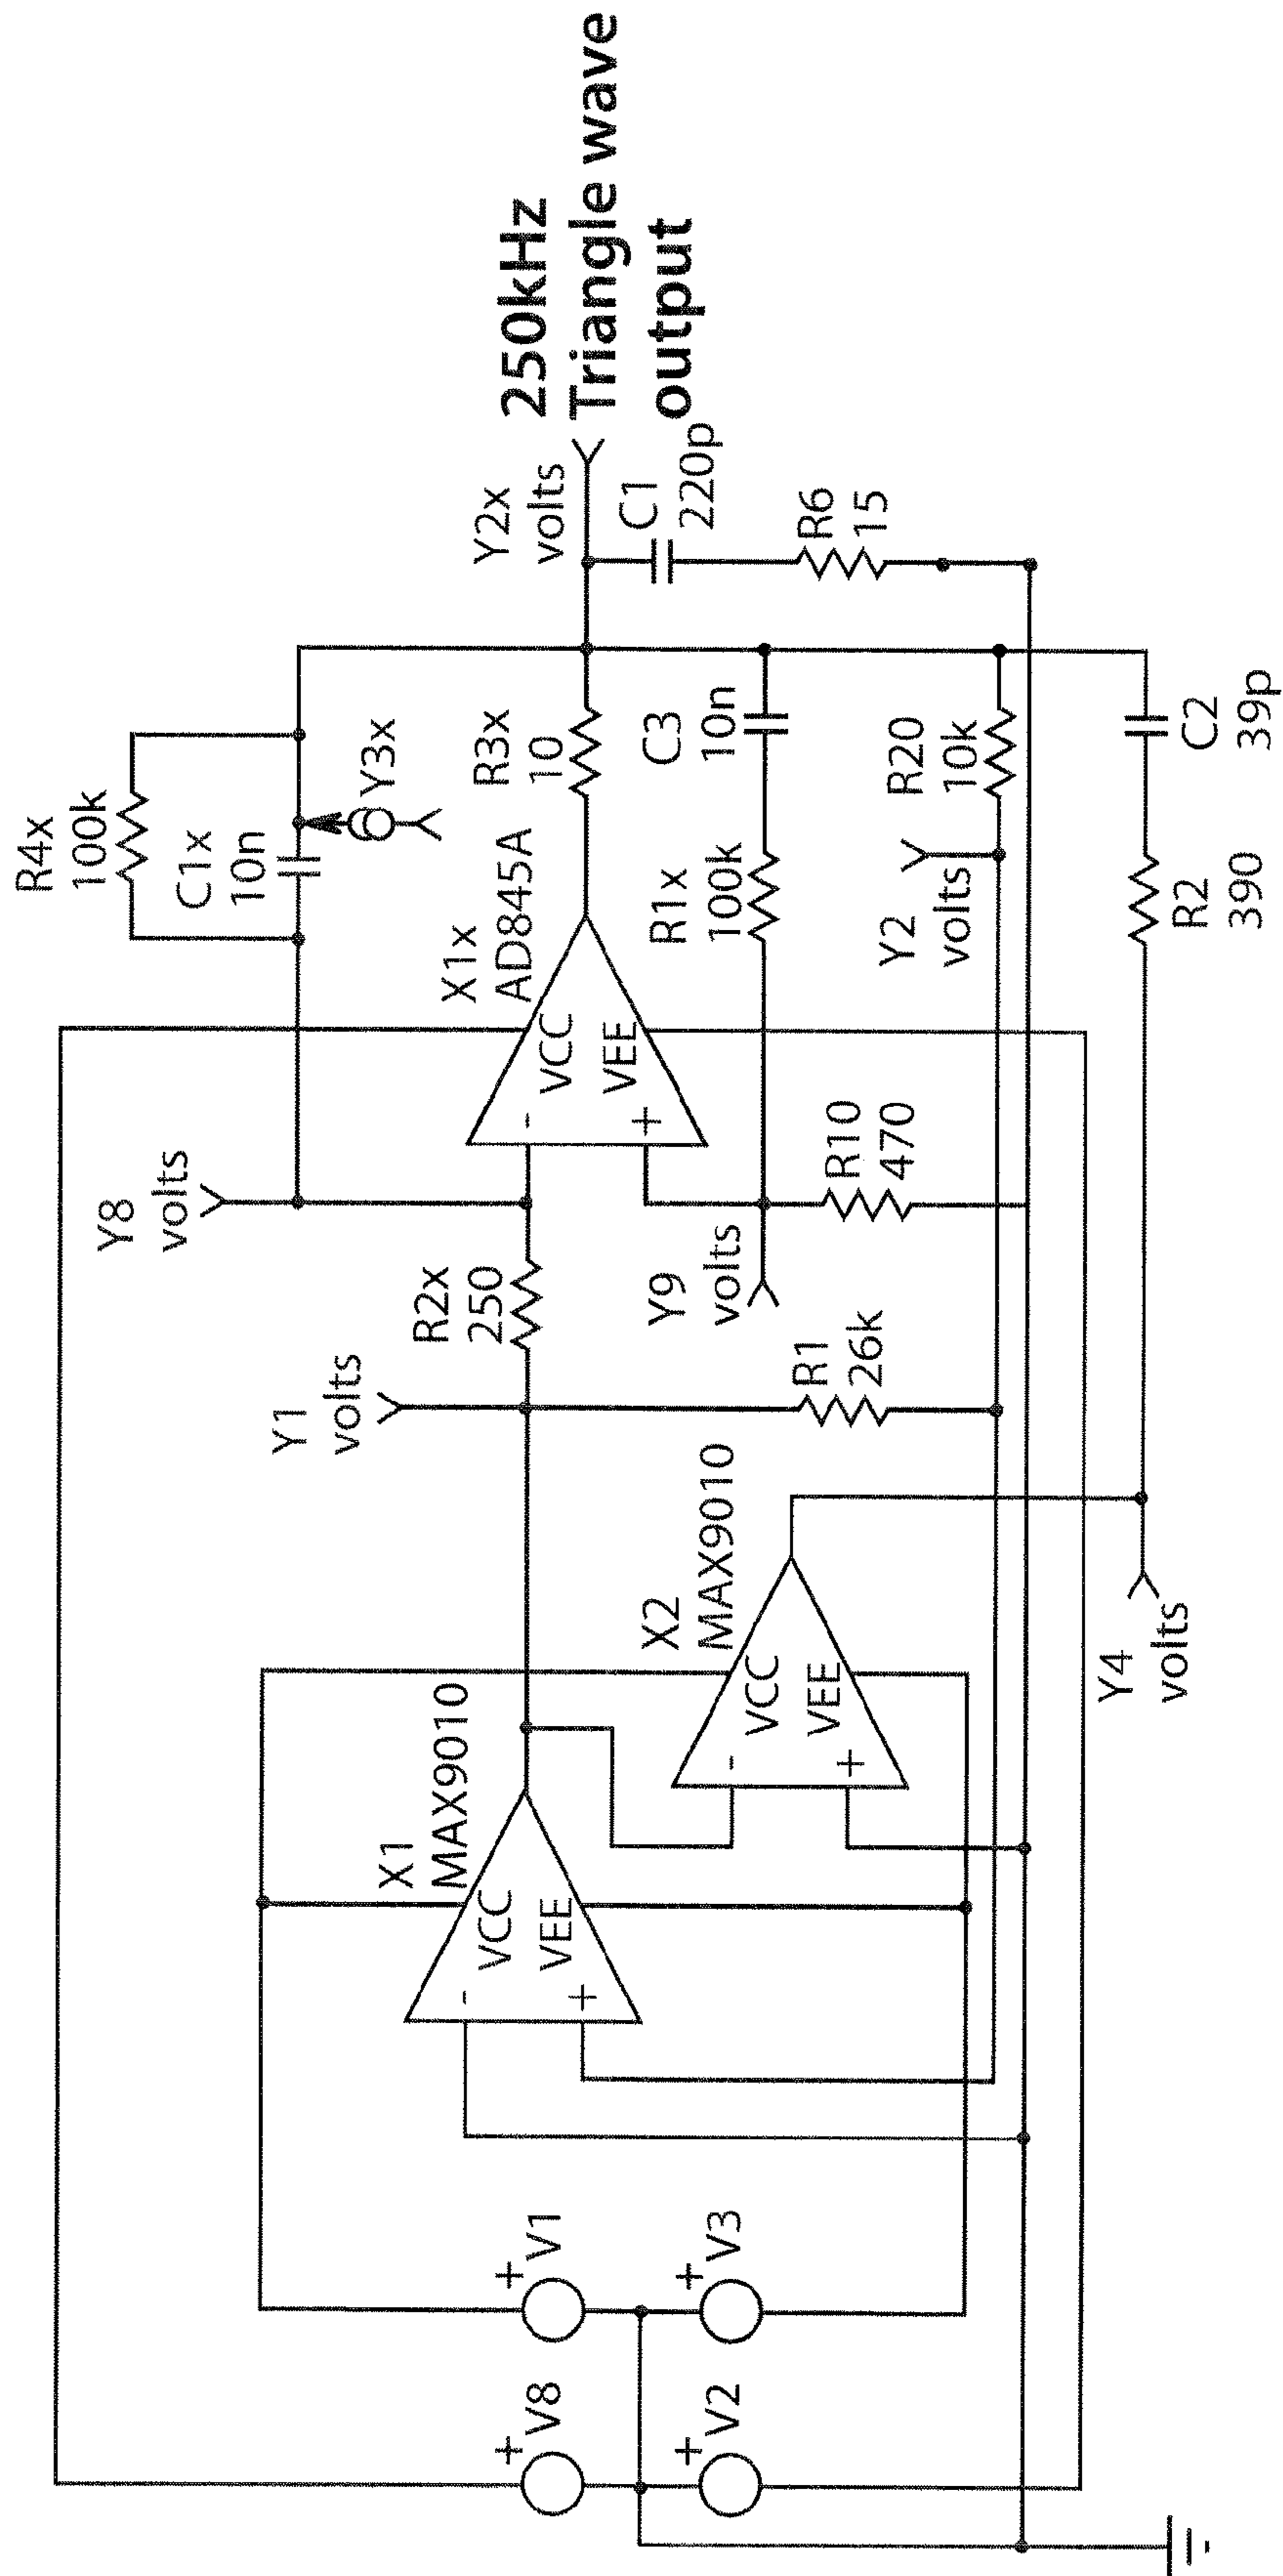 R4x
100k
C1x
10n
Y3x
Y8
volts
X1x
AD845A
VCC
VEE
-
+
R3x
10
Y2x
volts
250kHz
Triangle wave
output
C1
220p
R6
15
Y1
volts
R2x
250
Y9
volts
R1x
100k
C3
10n
R10
470
R1
26k
Y2
volts
R20
10k
R2
390
C2
39p
X1
MAX9010
VCC
VEE
-
+
X2
MAX9010
VCC
VEE
-
+
Y4
volts
+
V8
+
V1
+
V2
+
V3